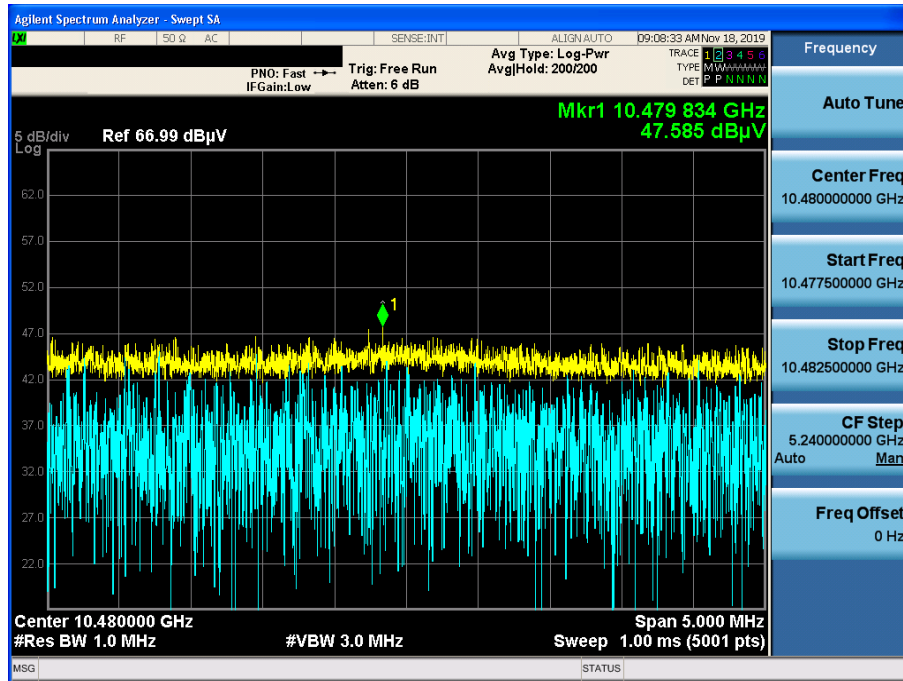 Agilent Spectrum Analyzer - Swept SA
LXI RF 50 Ω AC SENSE:INT ALIGN AUTO 09:08:33 AM Nov 18, 2019
PNO: Fast Trig: Free Run Avg Type: Log-Pwr TRACE 1 2 3 4 5 6
IFGain:Low Atten: 6 dB Avg|Hold: 200/200 TYPE M W
DET P P N N N N
Mkr1 10.479 834 GHz
47.585 dBµV
5 dB/div Ref 66.99 dBµV
Log
62.0
57.0
52.0
1
47.0
42.0
37.0
32.0
27.0
22.0
Center 10.480000 GHz Span 5.000 MHz
#Res BW 1.0 MHz #VBW 3.0 MHz Sweep 1.00 ms (5001 pts)
MSG STATUS
Frequency
Auto Tune
Center Freq
10.480000000 GHz
Start Freq
10.477500000 GHz
Stop Freq
10.482500000 GHz
CF Step
5.240000000 GHz
Auto Man
Freq Offset
0 Hz